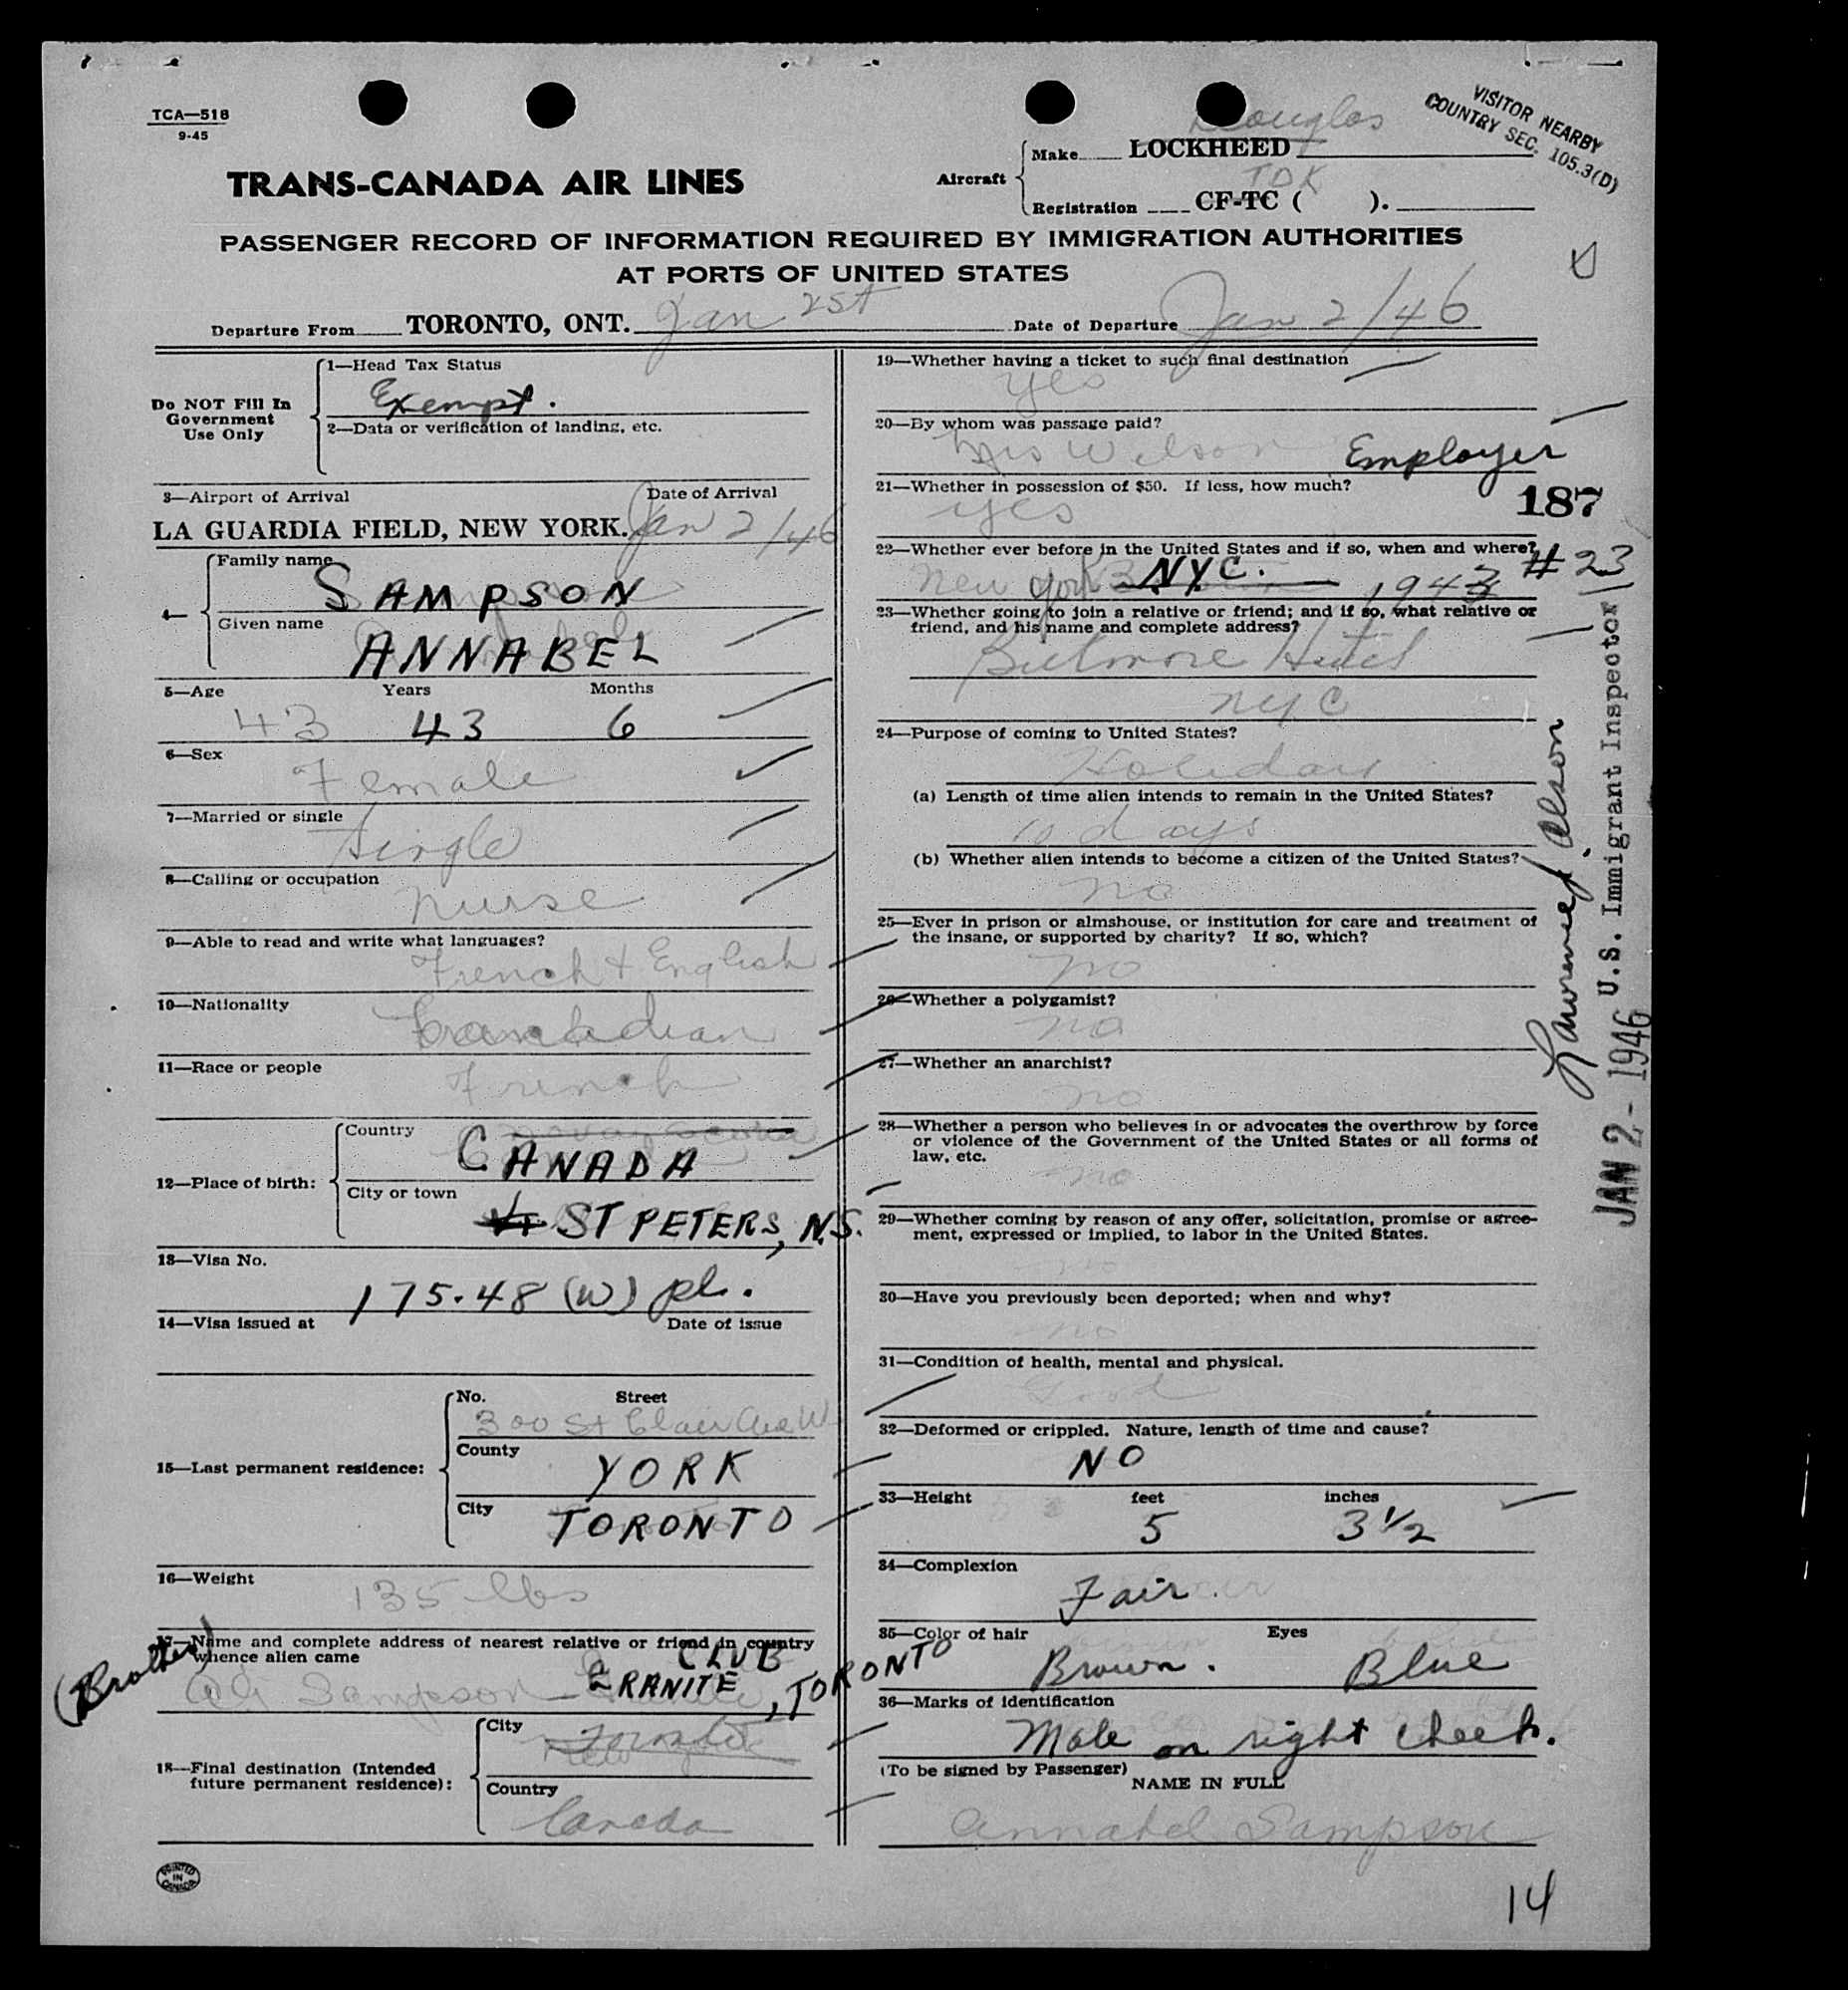 TCA—518
9-45
TRANS-CANADA AIR LINES
Aircraft
Douglas
Make LOCKHEED
TDK
Registration CF-TC ( ).
VISITOR NEARBY
COUNTRY SEC. 105.3(D)
PASSENGER RECORD OF INFORMATION REQUIRED BY IMMIGRATION AUTHORITIES
AT PORTS OF UNITED STATES
Departure From TORONTO, ONT. Jan 2st Date of Departure Jan 2/46
Do NOT Fill In
Government
Use Only
1—Head Tax Status
Exempt.
2—Data or verification of landing, etc.
3—Airport of Arrival Date of Arrival
LA GUARDIA FIELD, NEW YORK. Jan 2/46
4—
Family name
SAMPSON
Given name
ANNABEL
5—Age Years Months
43 43 6
6—Sex
Female
7—Married or single
Single
8—Calling or occupation
nurse
9—Able to read and write what languages?
French + English
10—Nationality
Canadian
11—Race or people
French
12—Place of birth:
Country
CANADA
City or town
ST PETERS, N.S.
13—Visa No.
175.48 (W) pl.
14—Visa issued at Date of issue
15—Last permanent residence:
No. Street
300 St Clair Ave W
County
YORK
City
TORONTO
16—Weight
135 lbs
17—Name and complete address of nearest relative or friend in country
whence alien came
(Brother)
CLUB
Sampson GRANITE, TORONTO
18—Final destination (Intended
future permanent residence):
City
Toronto
Country
Canada
PRINTED
IN
CANADA
19—Whether having a ticket to such final destination
yes
20—By whom was passage paid?
Mrs Wilson Employer
21—Whether in possession of $50. If less, how much?
yes
187
22—Whether ever before in the United States and if so, when and where?
New York NYC. 1943 #23
23—Whether going to join a relative or friend; and if so, what relative or
friend, and his name and complete address?
Biltmore Hotel
NYC
24—Purpose of coming to United States?
Holiday
(a) Length of time alien intends to remain in the United States?
10 days
(b) Whether alien intends to become a citizen of the United States?
no
25—Ever in prison or almshouse, or institution for care and treatment of
the insane, or supported by charity? If so, which?
no
26—Whether a polygamist?
no
27—Whether an anarchist?
no
28—Whether a person who believes in or advocates the overthrow by force
or violence of the Government of the United States or all forms of
law, etc.
no
29—Whether coming by reason of any offer, solicitation, promise or agree-
ment, expressed or implied, to labor in the United States.
no
30—Have you previously been deported; when and why?
no
31—Condition of health, mental and physical.
Good
32—Deformed or crippled. Nature, length of time and cause?
NO
33—Height feet inches
5 3 1/2
34—Complexion
Fair.
35—Color of hair Eyes
Brown. Blue
36—Marks of identification
Mole on right cheek.
(To be signed by Passenger)
NAME IN FULL
Annabel Sampson
JAN 2 - 1946 U.S. Immigrant Inspector
14